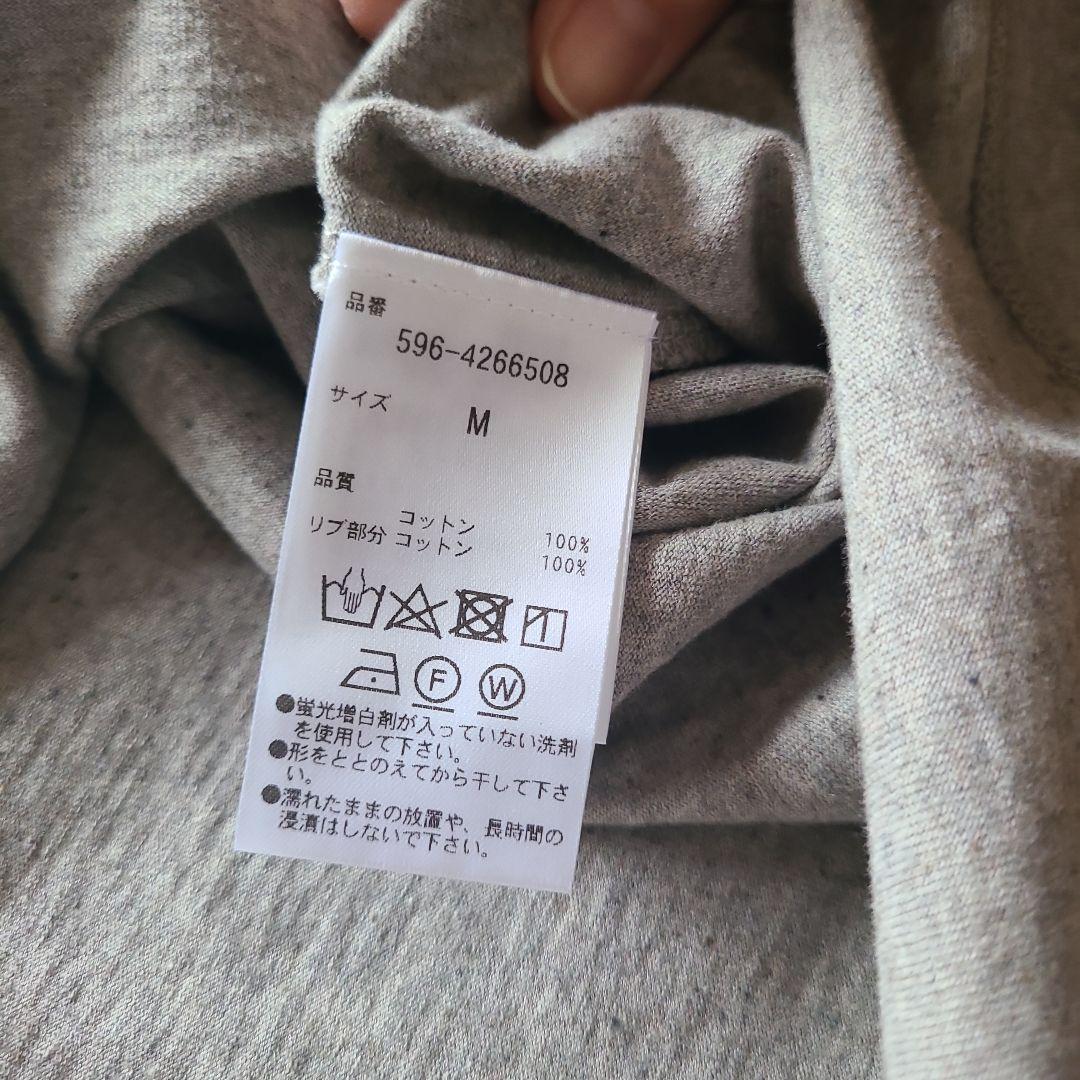 品番
596-4266508
サイズ
M
品質
コットン 100%
リブ部分 コットン 100%
F W
●蛍光増白剤が入っていない洗剤
を使用して下さい。
●形をととのえてから干して下さ
い。
●濡れたままの放置や、長時間の
浸漬はしないで下さい。